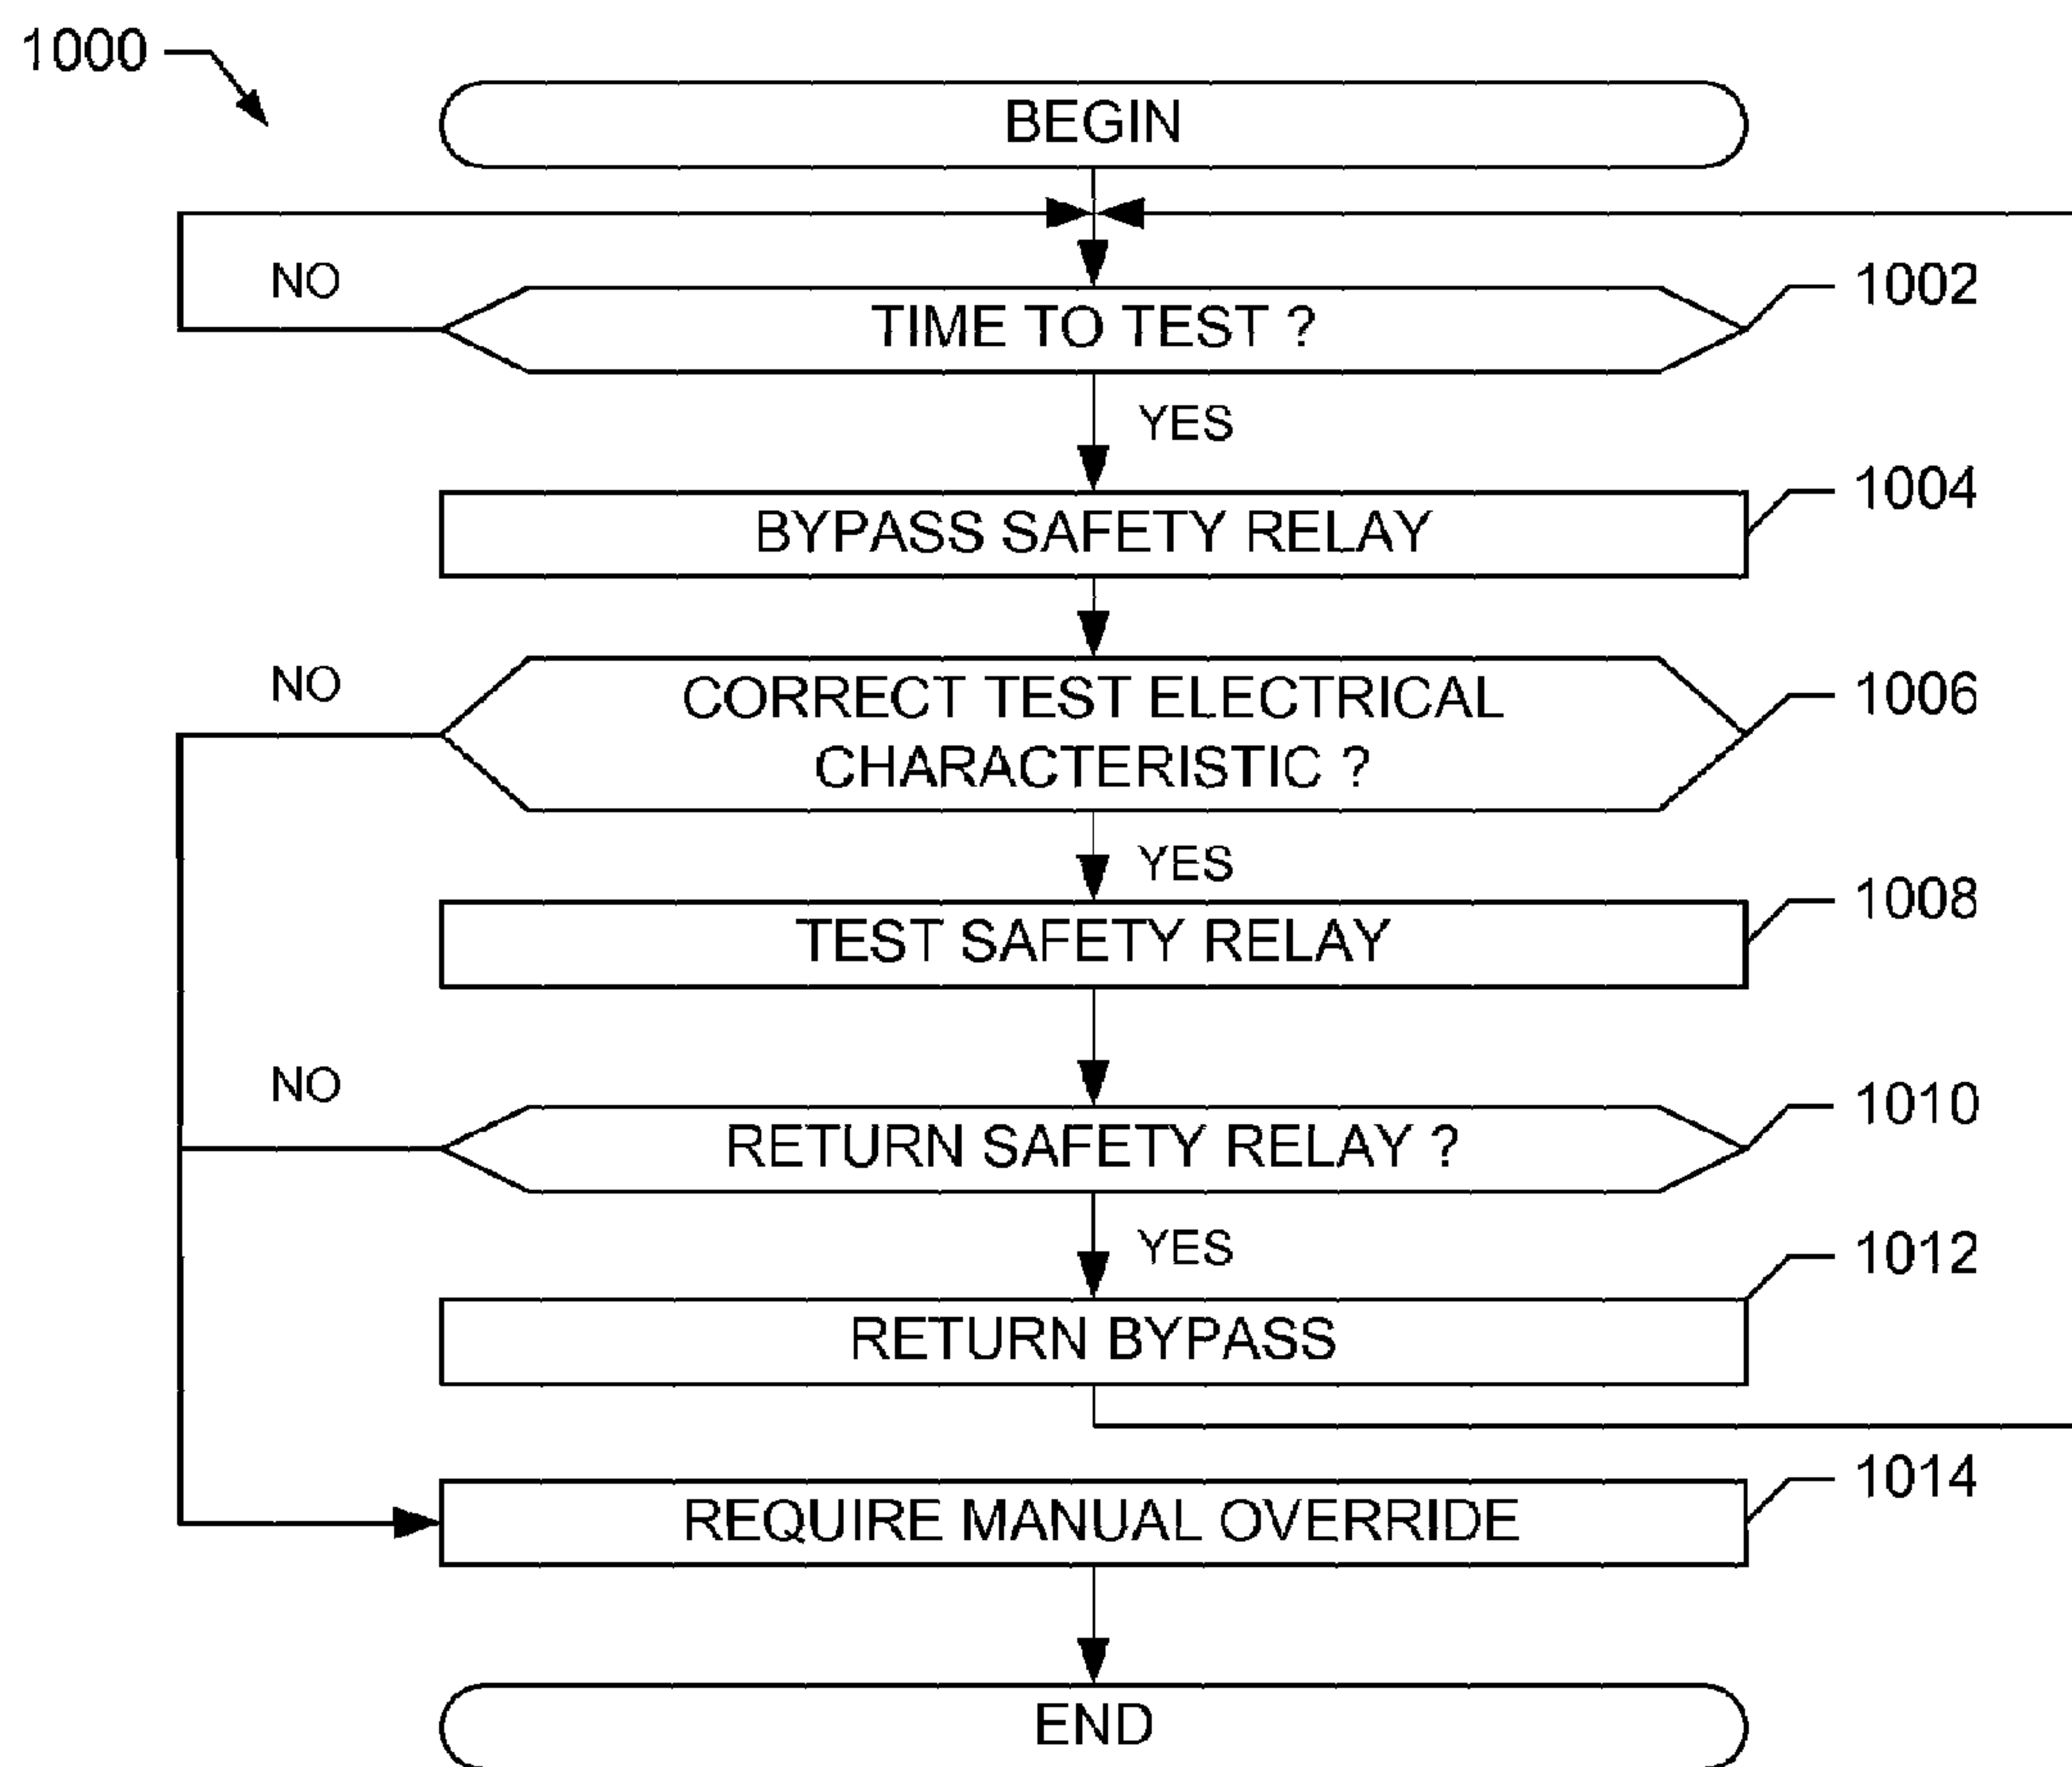 1000
BEGIN
NO
TIME TO TEST ?
1002
YES
BYPASS SAFETY RELAY
1004
NO
CORRECT TEST ELECTRICAL
CHARACTERISTIC ?
1006
YES
TEST SAFETY RELAY
1008
NO
RETURN SAFETY RELAY ?
1010
YES
RETURN BYPASS
1012
REQUIRE MANUAL OVERRIDE
1014
END